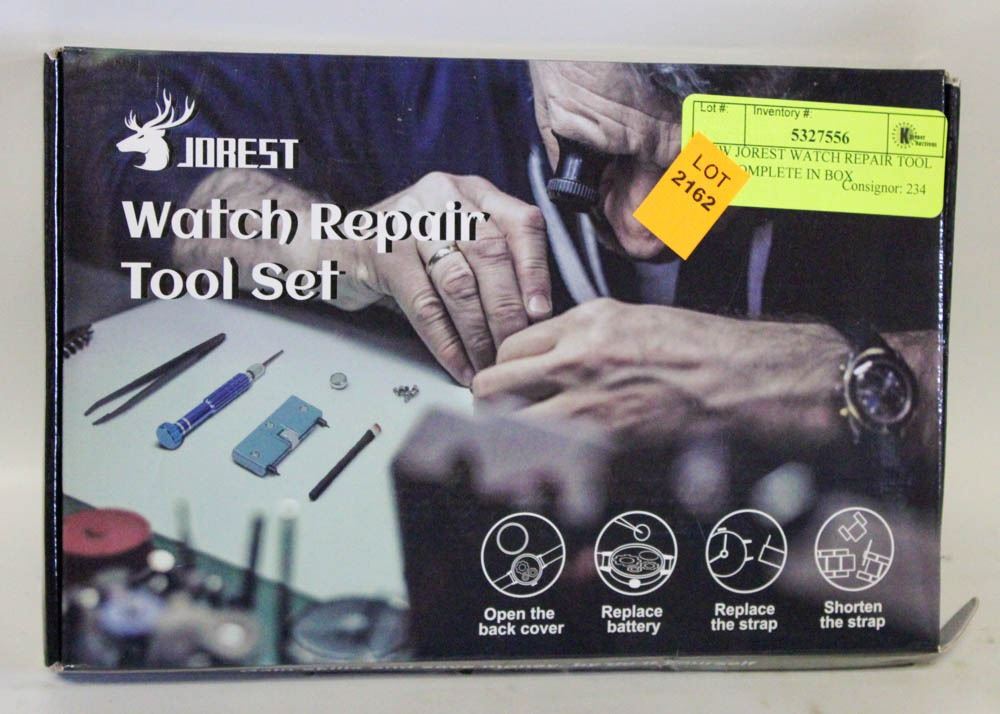 JOREST
Watch Repair
Tool Set
Lot #:
Inventory #:
5327556
JOREST WATCH REPAIR TOOL
COMPLETE IN BOX
Consignor: 234
LOT
2162
Open the
back cover
Replace
battery
Replace
the strap
Shorten
the strap